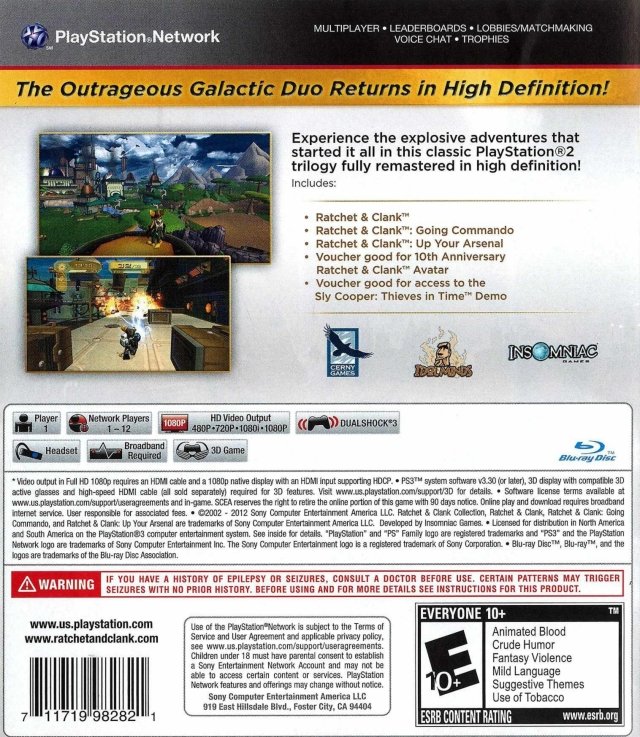 PlayStation®Network
MULTIPLAYER • LEADERBOARDS • LOBBIES/MATCHMAKING
VOICE CHAT • TROPHIES
The Outrageous Galactic Duo Returns in High Definition!
Experience the explosive adventures that
started it all in this classic PlayStation®2
trilogy fully remastered in high definition!
Includes:
• Ratchet & Clank™
• Ratchet & Clank™: Going Commando
• Ratchet & Clank™: Up Your Arsenal
• Voucher good for 10th Anniversary
Ratchet & Clank™ Avatar
• Voucher good for access to the
Sly Cooper: Thieves in Time™ Demo
CERNY
GAMES
IDOLMINDS
INSOMNIAC
GAMES
Player
1
Network Players
1 – 12
1080P
HD Video Output
480P•720P•1080i•1080P
DUALSHOCK®3
Headset
Broadband
Required
3D Game
Blu-ray Disc™
* Video output in Full HD 1080p requires an HDMI cable and a 1080p native display with an HDMI input supporting HDCP. • PS3™ system software v3.30 (or later), 3D display with compatible 3D
active glasses and high-speed HDMI cable (all sold separately) required for 3D features. Visit www.us.playstation.com/support/3D for details. • Software license terms available at
www.us.playstation.com/support/useragreements and in-game. SCEA reserves the right to retire the online portion of this game with 90 days notice. Online play and download requires broadband
internet service. User responsible for associated fees. • ©2002 - 2012 Sony Computer Entertainment America LLC. Ratchet & Clank Collection, Ratchet & Clank, Ratchet & Clank: Going
Commando, and Ratchet & Clank: Up Your Arsenal are trademarks of Sony Computer Entertainment America LLC. Developed by Insomniac Games. • Licensed for distribution in North America
and South America on the PlayStation®3 computer entertainment system. See inside for details. "PlayStation" and "PS" Family logo are registered trademarks and "PS3" and the PlayStation
Network logo are trademarks of Sony Computer Entertainment Inc. The Sony Computer Entertainment logo is a registered trademark of Sony Corporation. • Blu-ray Disc™, Blu-ray™, and the
logos are trademarks of the Blu-ray Disc Association.
WARNING
IF YOU HAVE A HISTORY OF EPILEPSY OR SEIZURES, CONSULT A DOCTOR BEFORE USE. CERTAIN PATTERNS MAY TRIGGER
SEIZURES WITH NO PRIOR HISTORY. BEFORE USING AND FOR MORE DETAILS SEE INSTRUCTIONS FOR THIS PRODUCT.
www.us.playstation.com
www.ratchetandclank.com
7 11719 98282 1
Use of the PlayStation®Network is subject to the Terms of
Service and User Agreement and applicable privacy policy,
see www.us.playstation.com/support/useragreements.
Children under 18 must have parental consent to establish
a Sony Entertainment Network Account and may not be
able to access certain content or services. PlayStation
Network features and offerings may change without notice.
Sony Computer Entertainment America LLC
919 East Hillsdale Blvd., Foster City, CA 94404
EVERYONE 10+ ™
E
10+
Animated Blood
Crude Humor
Fantasy Violence
Mild Language
Suggestive Themes
Use of Tobacco
ESRB CONTENT RATING www.esrb.org